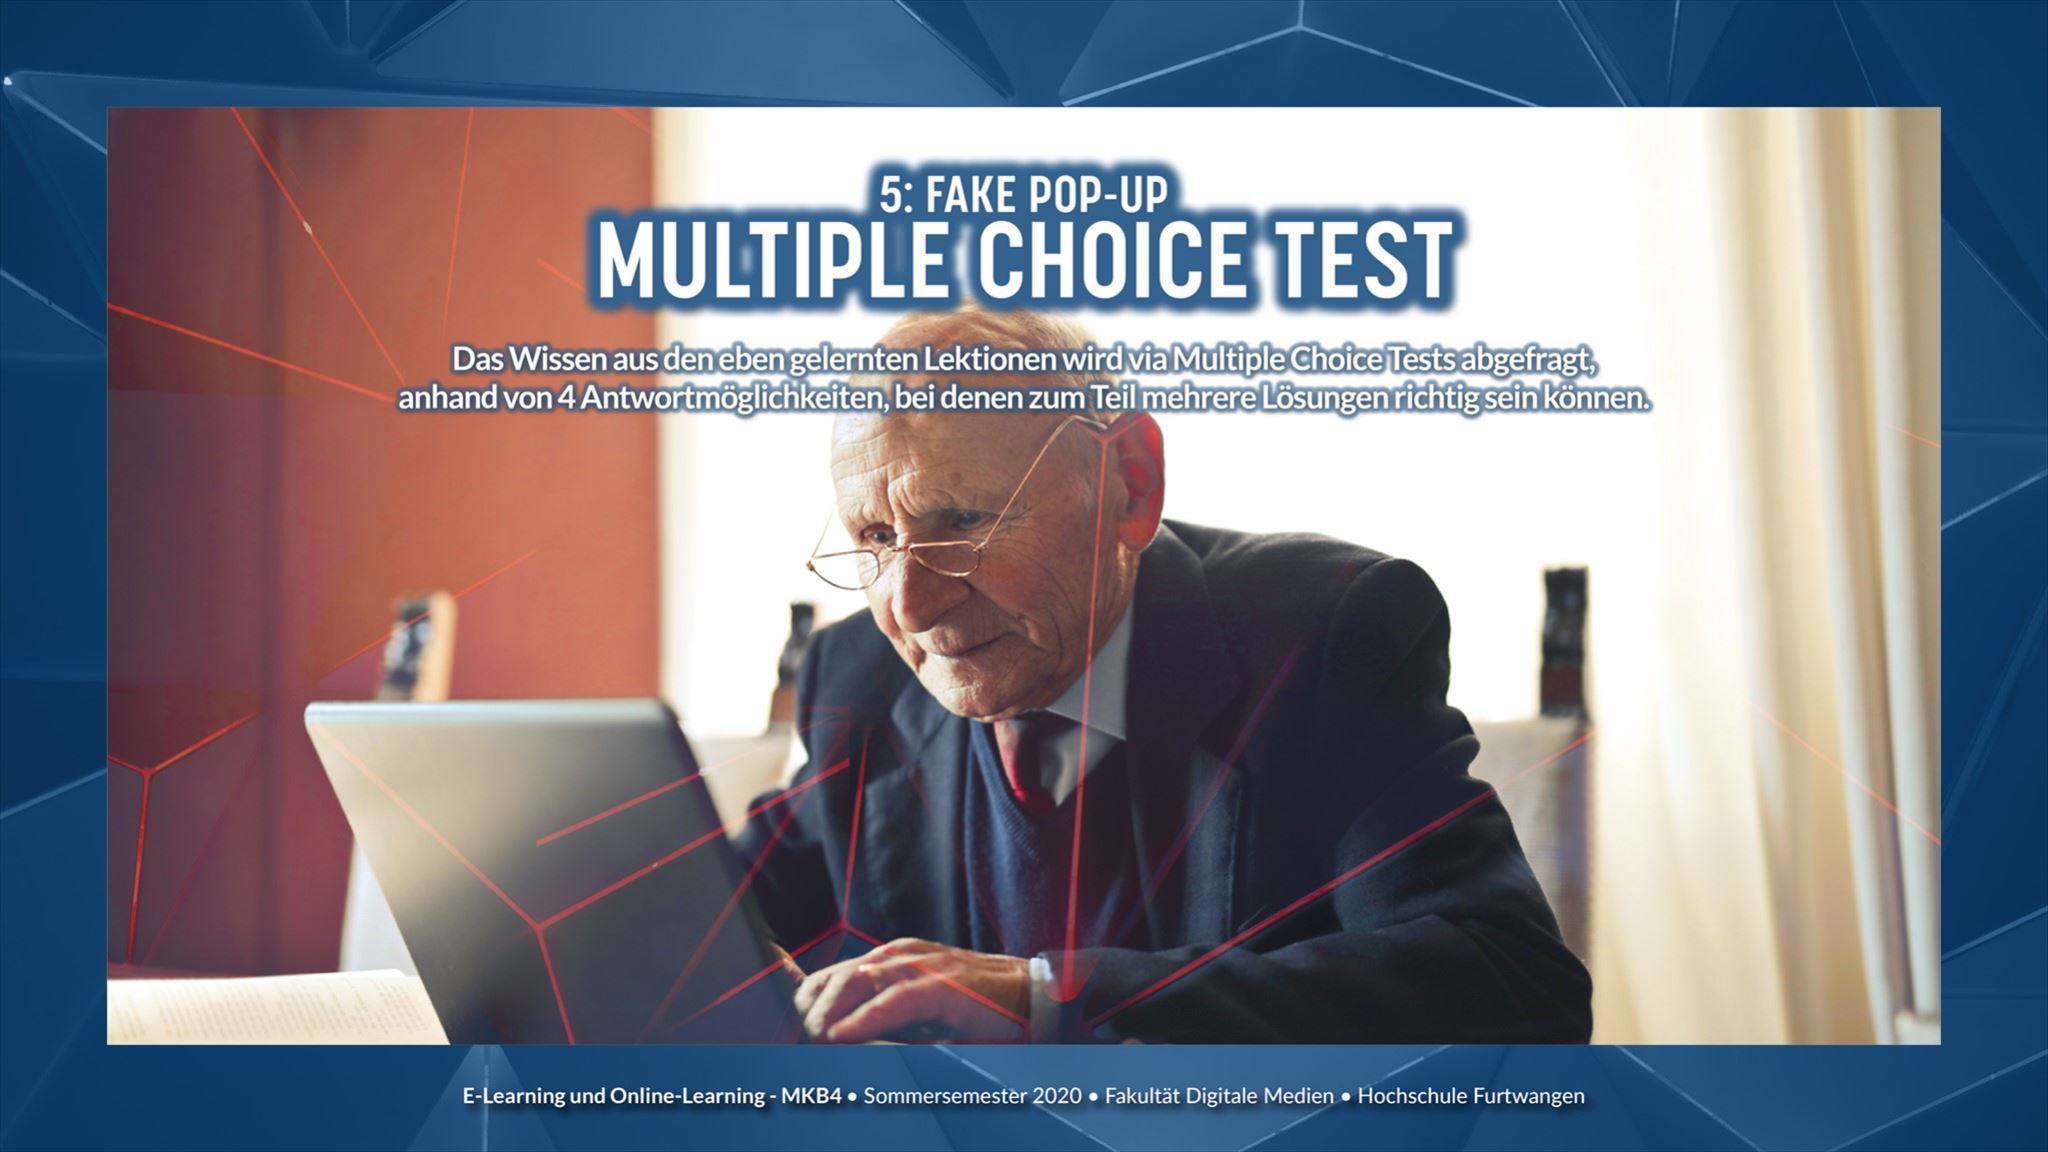 5: FAKE POP-UP
MULTIPLE CHOICE TEST
Das Wissen aus den eben gelernten Lektionen wird via Multiple Choice Tests abgefragt,
anhand von 4 Antwortmöglichkeiten, bei denen zum Teil mehrere Lösungen richtig sein können.
E-Learning und Online-Learning - MKB4 • Sommersemester 2020 • Fakultät Digitale Medien • Hochschule Furtwangen